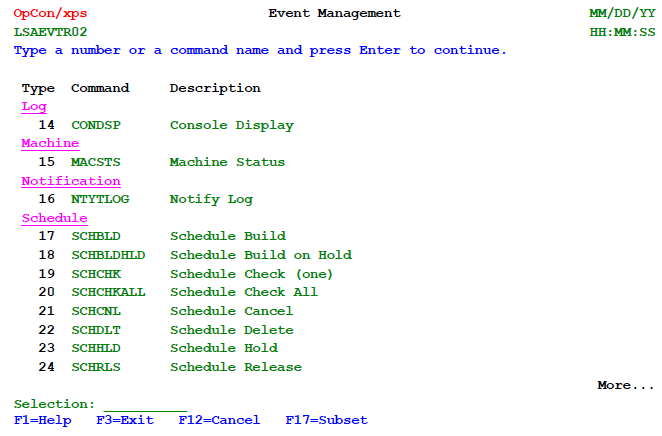 OpCon/xps Event Management MM/DD/YY
LSAEVTR02 HH:MM:SS
Type a number or a command name and press Enter to continue.
Type Command Description
Log
14 CONDSP Console Display
Machine
15 MACSTS Machine Status
Notification
16 NTYTLOG Notify Log
Schedule
17 SCHBLD Schedule Build
18 SCHBLDHLD Schedule Build on Hold
19 SCHCHK Schedule Check (one)
20 SCHCHKALL Schedule Check All
21 SCHCNL Schedule Cancel
22 SCHDLT Schedule Delete
23 SCHHLD Schedule Hold
24 SCHRLS Schedule Release
More...
Selection: __________
F1=Help F3=Exit F12=Cancel F17=Subset